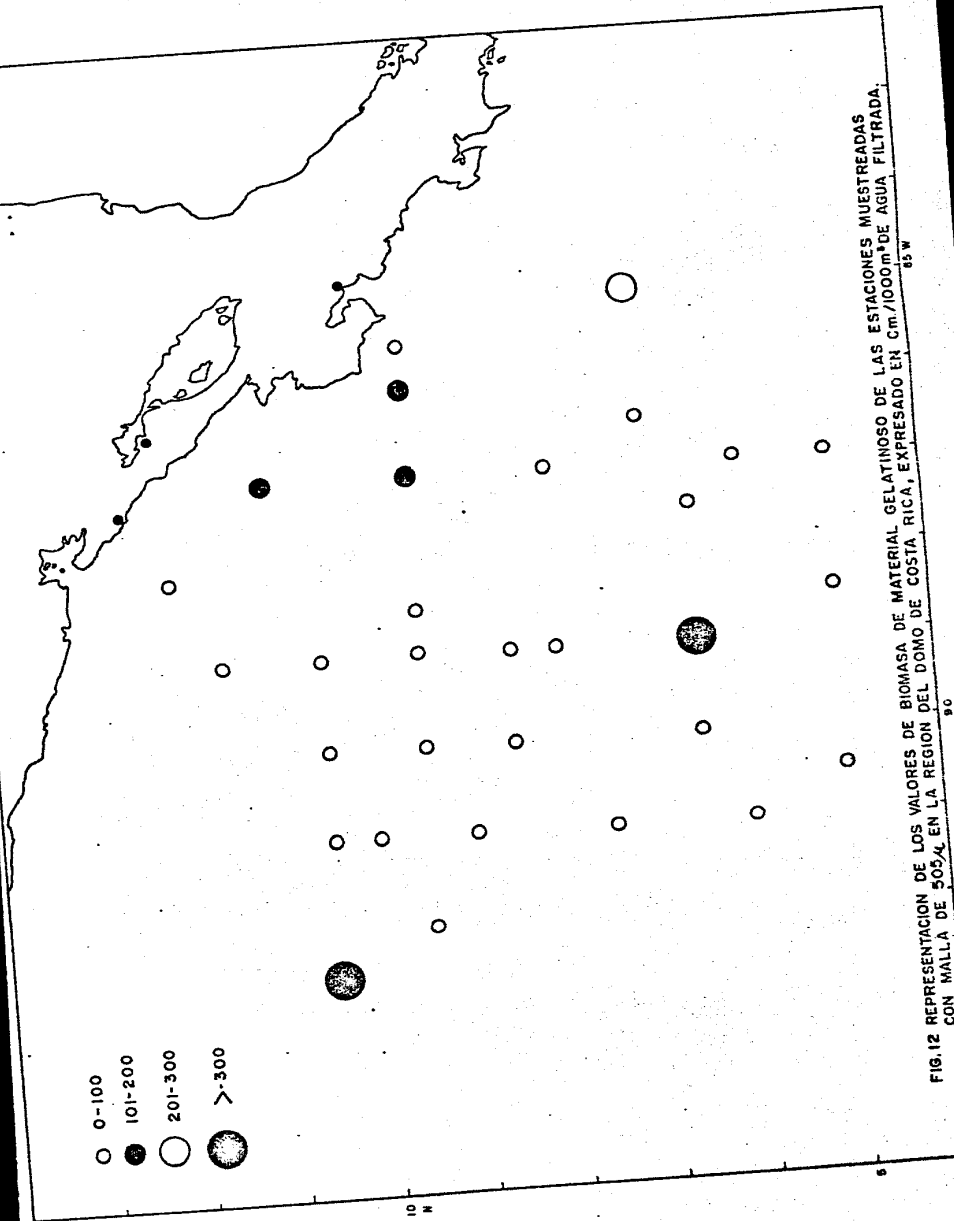 0-100
101-200
201-300
>-300
10
N
5
90
85 W
FIG.12 REPRESENTACION DE LOS VALORES DE BIOMASA DE MATERIAL GELATINOSO DE LAS ESTACIONES MUESTREADAS
CON MALLA DE 505µ EN LA REGION DEL DOMO DE COSTA RICA, EXPRESADO EN Cm./1000m³DE AGUA FILTRADA.